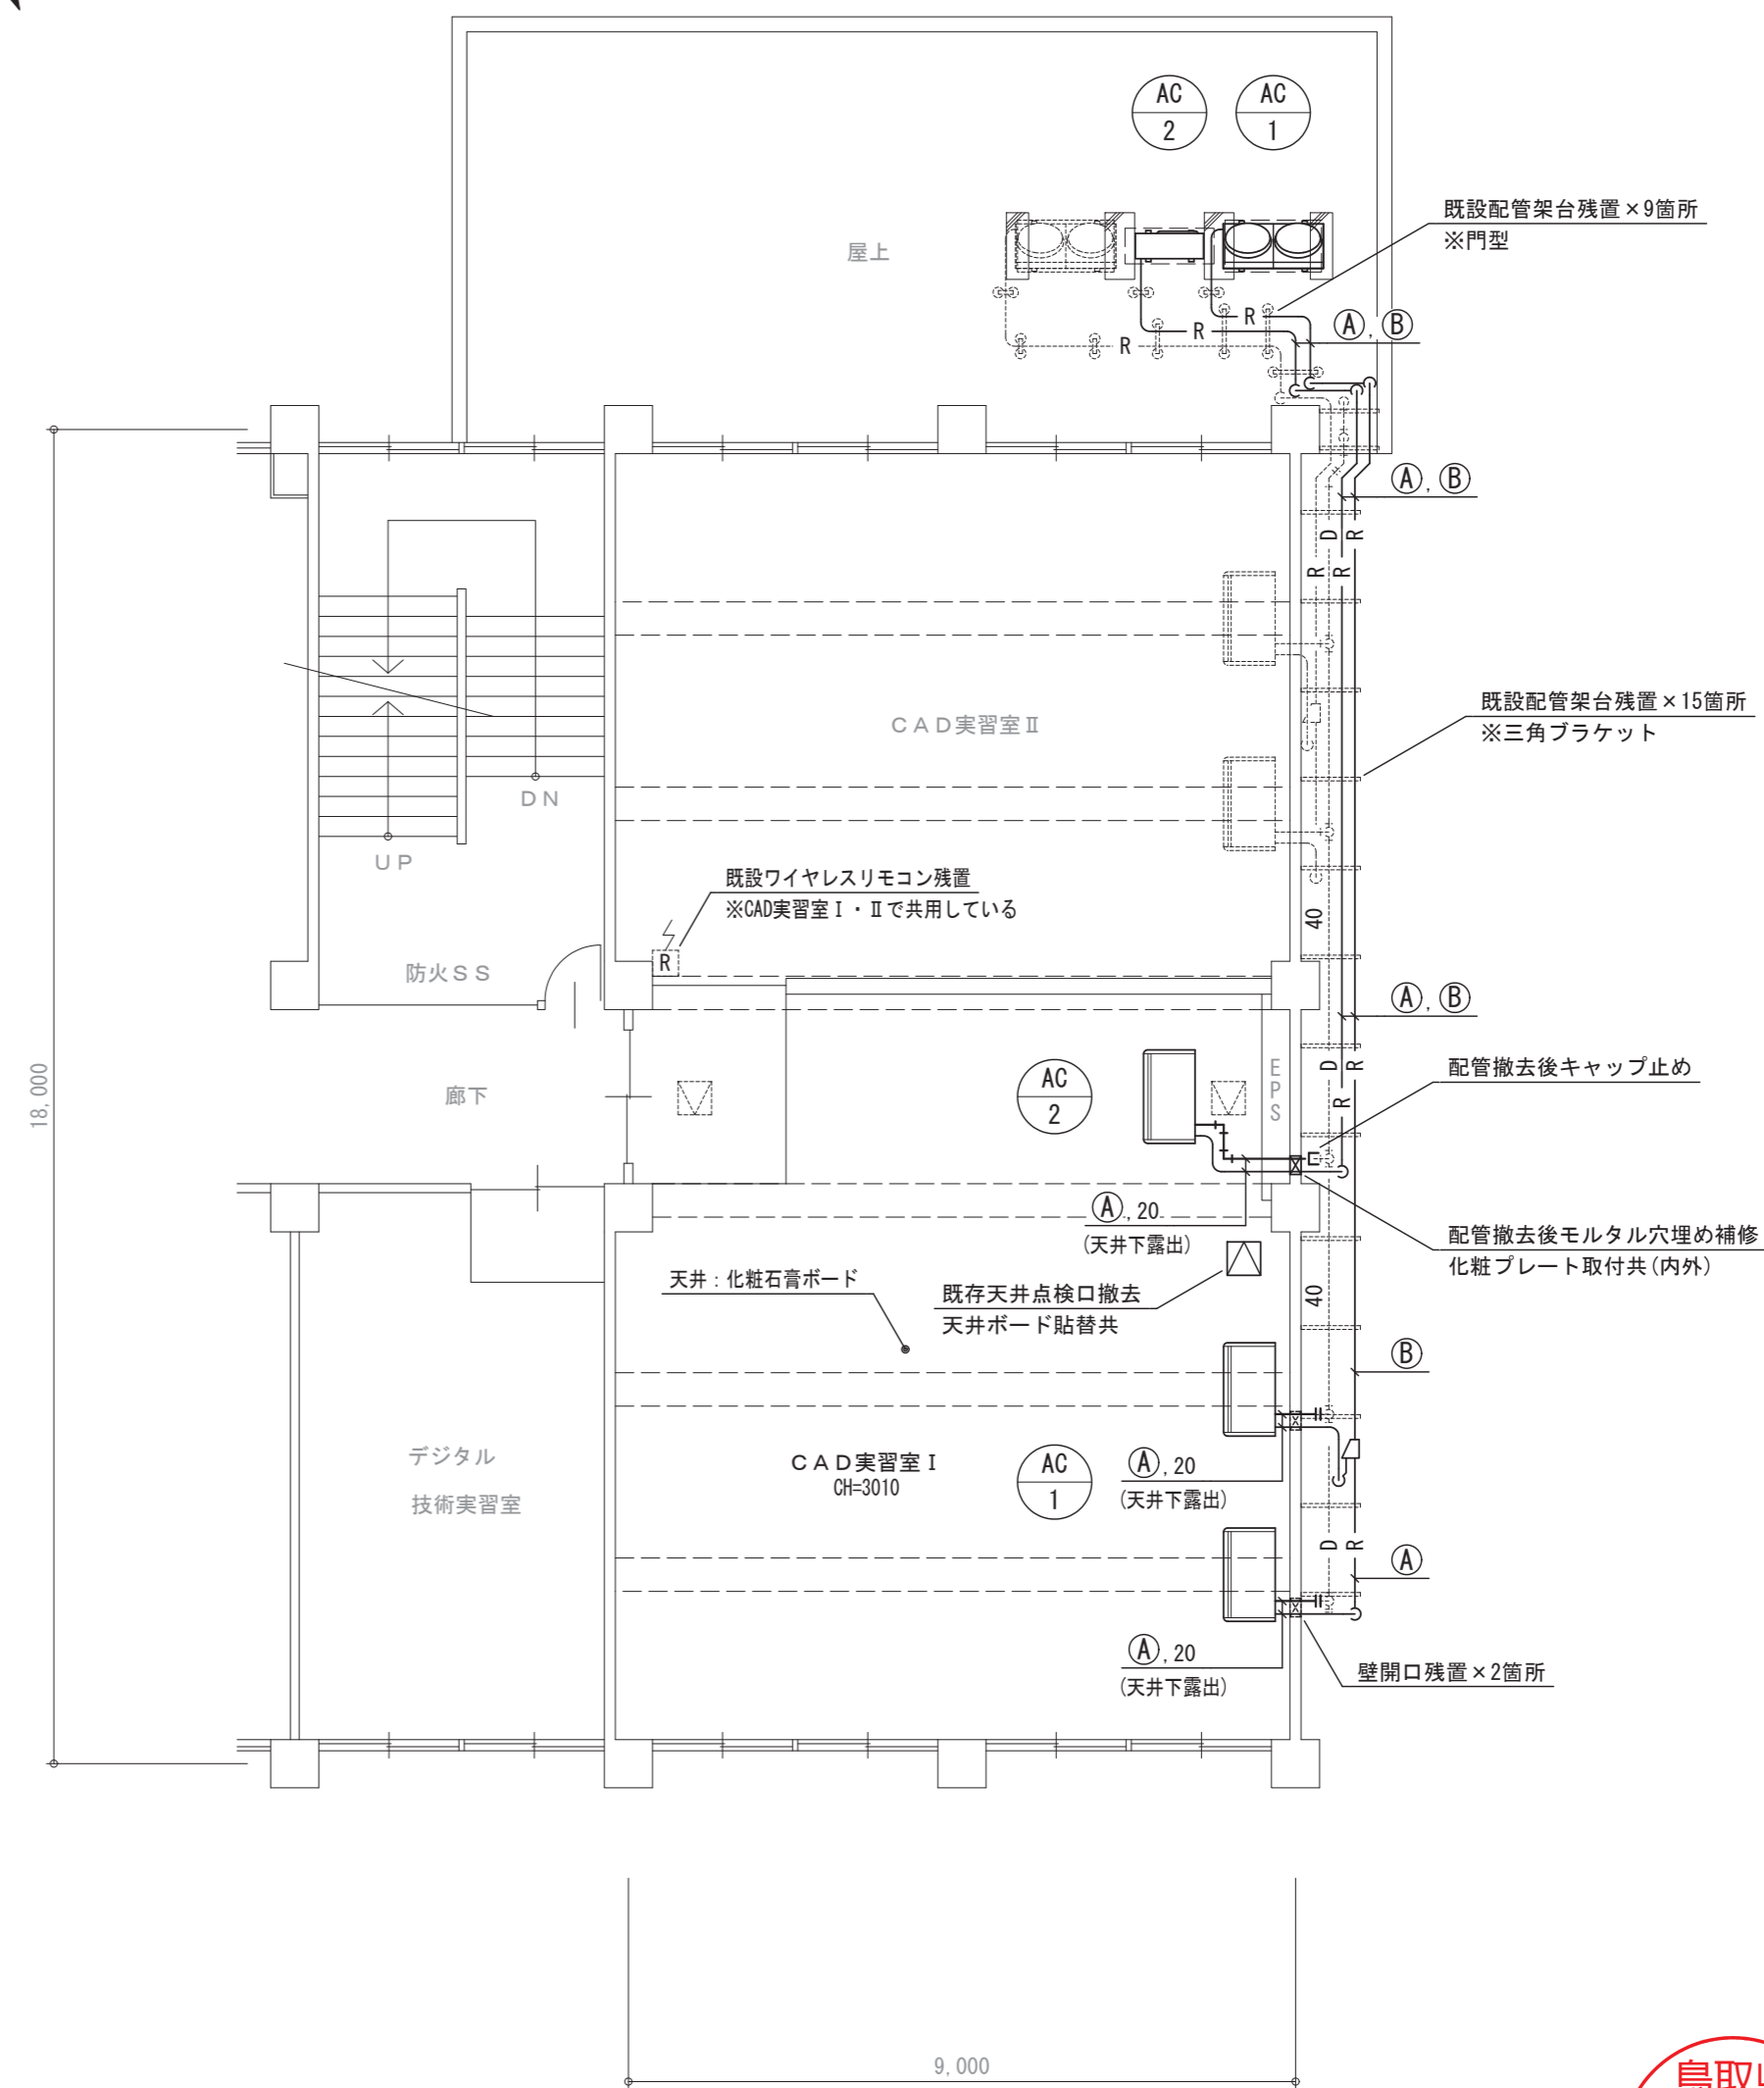 AC
2
AC
1
既設配管架台残置×9箇所
※門型
屋上
R
R
R
Ⓐ, Ⓑ
Ⓐ, Ⓑ
D
R
R
R
CAD実習室Ⅱ
既設配管架台残置×15箇所
※三角ブラケット
DN
UP
既設ワイヤレスリモコン残置
※CAD実習室Ⅰ・Ⅱで共用している
R
40
防火SS
Ⓐ, Ⓑ
18,000
廊下
AC
2
EPS
D
R
R
配管撤去後キャップ止め
Ⓐ, 20
(天井下露出)
配管撤去後モルタル穴埋め補修
化粧プレート取付共(内外)
天井：化粧石膏ボード
既存天井点検口撤去
天井ボード貼替共
40
Ⓑ
デジタル
技術実習室
CAD実習室Ⅰ
CH=3010
AC
1
Ⓐ, 20
(天井下露出)
D
R
Ⓐ
Ⓐ, 20
(天井下露出)
壁開口残置×2箇所
9,000
鳥取